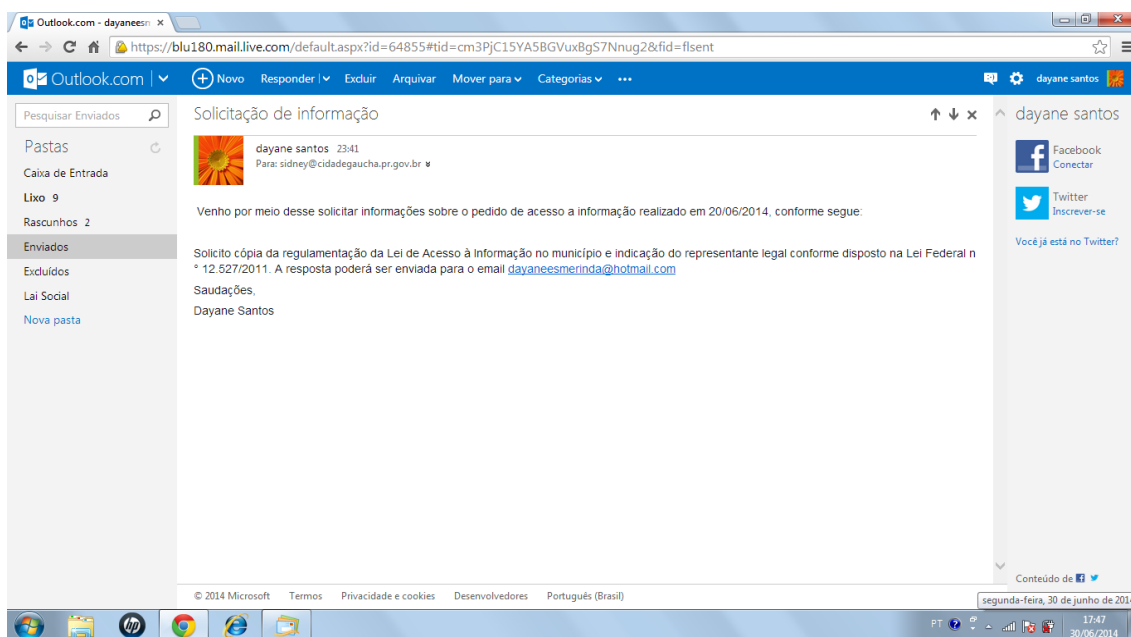 Outlook.com - dayaneesn
https://blu180.mail.live.com/default.aspx?id=64855#tid=cm3PjC15YA5BGVuxBgS7Nnug2&fid=flsent
Outlook.com
Novo Responder Excluir Arquivar Mover para Categorias ••• dayane santos
Pesquisar Enviados
Pastas
Caixa de Entrada
Lixo 9
Rascunhos 2
Enviados
Excluídos
Lai Social
Nova pasta
Solicitação de informação
dayane santos 23:41
Para: sidney@cidadegaucha.pr.gov.br
Venho por meio desse solicitar informações sobre o pedido de acesso a informação realizado em 20/06/2014, conforme segue:
Solicito cópia da regulamentação da Lei de Acesso à Informação no município e indicação do representante legal conforme disposto na Lei Federal n
° 12.527/2011. A resposta poderá ser enviada para o email dayaneesmerinda@hotmail.com
Saudações,
Dayane Santos
dayane santos
Facebook
Conectar
Twitter
Inscrever-se
Você já está no Twitter?
Conteúdo de
© 2014 Microsoft Termos Privacidade e cookies Desenvolvedores Português (Brasil)
segunda-feira, 30 de junho de 201
hp
PT
17:47
30/06/2014